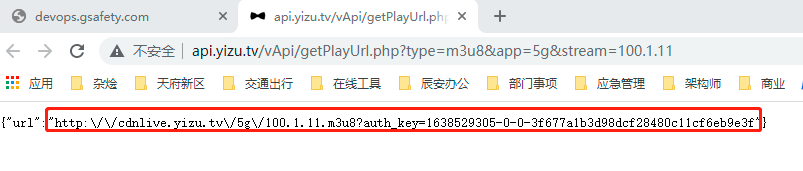 devops.gsafety.com
api.yizu.tv/vApi/getPlayUrl.php
不安全 | api.yizu.tv/vApi/getPlayUrl.php?type=m3u8&app=5g&stream=100.1.11
应用 杂烩 天府新区 交通出行 在线工具 辰安办公 部门事项 应急管理 架构师 商业
{"url":"http:\/\/cdnlive.yizu.tv\/5g\/100.1.11.m3u8?auth_key=1638529305-0-0-3f677a1b3d98dcf28480c11cf6eb9e3f"}